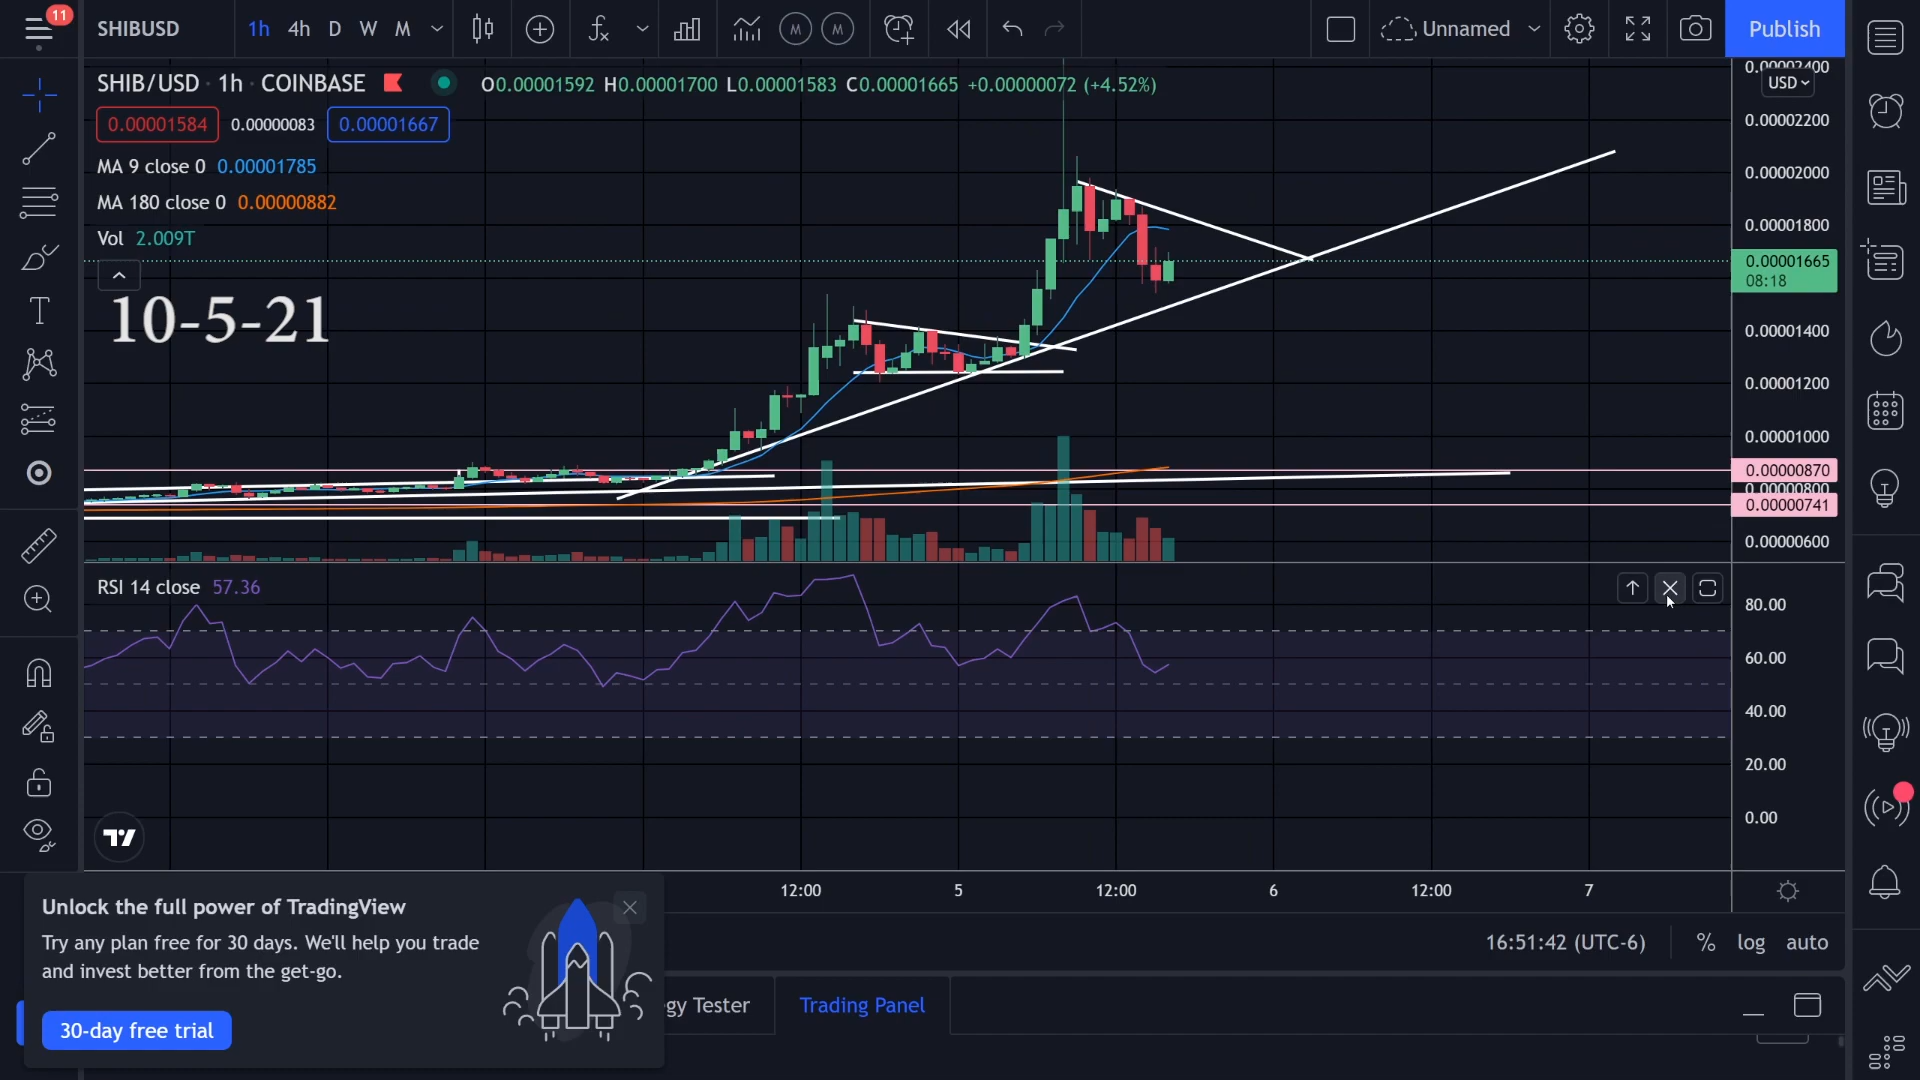 11
SHIBUSD
1h 4h D W M
M M
Unnamed
Publish
SHIB/USD · 1h · COINBASE
O0.00001592 H0.00001700 L0.00001583 C0.00001665 +0.00000072 (+4.52%)
0.00001584 0.00000083 0.00001667
MA 9 close 0 0.00001785
MA 180 close 0 0.00000882
Vol 2.009T
10-5-21
0.00002400
USD
0.00002200
0.00002000
0.00001800
0.00001665
08:18
0.00001400
0.00001200
0.00001000
0.00000870
0.00000800
0.00000741
0.00000600
RSI 14 close 57.36
80.00
60.00
40.00
20.00
0.00
12:00 5 12:00 6 12:00 7
16:51:42 (UTC-6) % log auto
Unlock the full power of TradingView
Try any plan free for 30 days. We'll help you trade
and invest better from the get-go.
30-day free trial
gy Tester
Trading Panel